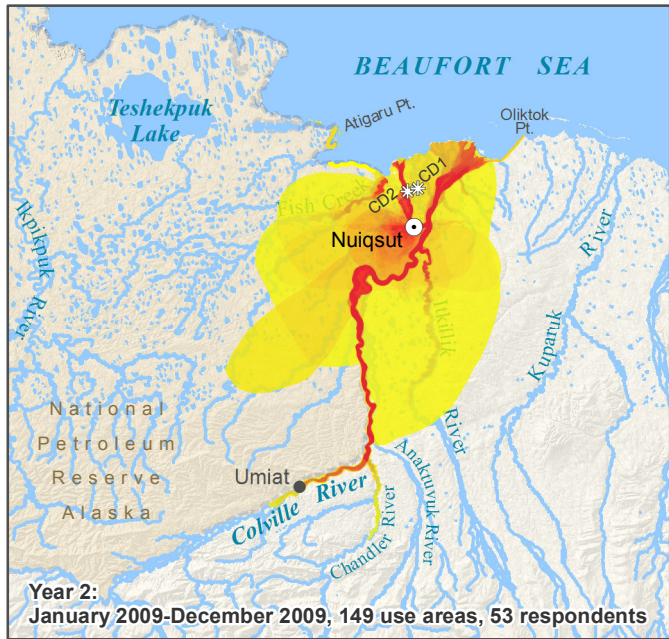 BEAUFORT SEA
Teshekpuk
Lake
Atigaru Pt.
Oliktok
Pt.
Fish Creek
CD2
CD1
Nuiqsut
Ikpikpuk River
Itkillik
River
Kuparuk
River
National
Petroleum
Reserve
Alaska
Umiat
Colville River
Anaktuvuk River
Chandler
River
Year 2:
January 2009-December 2009, 149 use areas, 53 respondents